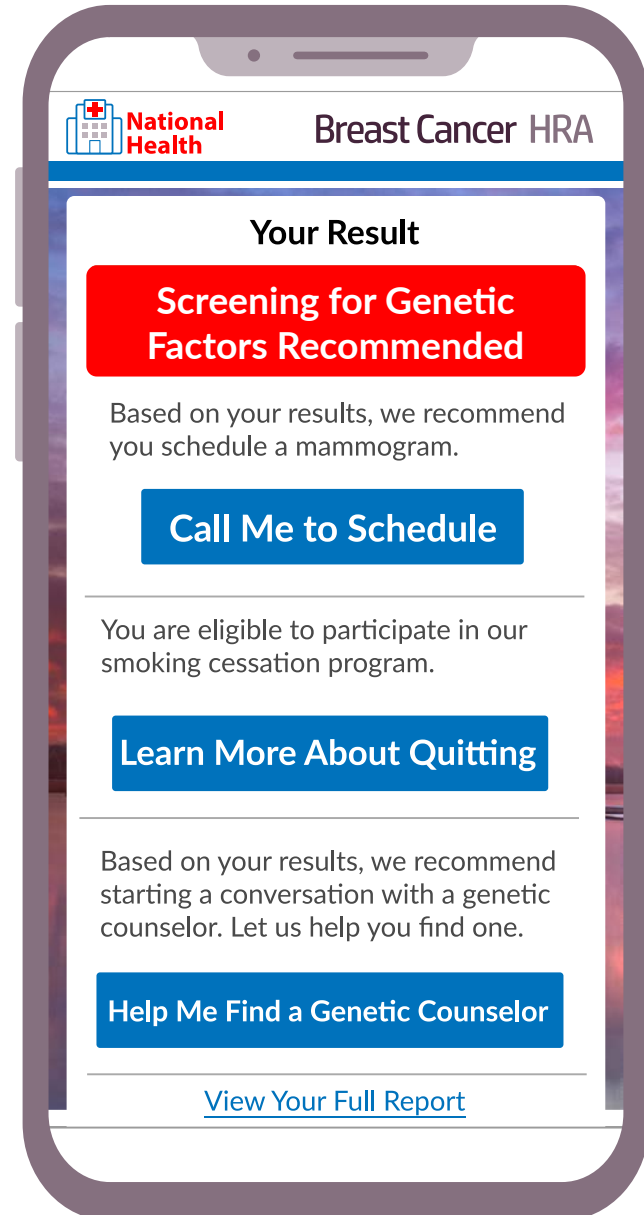 National
Health
Breast Cancer HRA
Your Result
Screening for Genetic
Factors Recommended
Based on your results, we recommend
you schedule a mammogram.
Call Me to Schedule
You are eligible to participate in our
smoking cessation program.
Learn More About Quitting
Based on your results, we recommend
starting a conversation with a genetic
counselor. Let us help you find one.
Help Me Find a Genetic Counselor
View Your Full Report